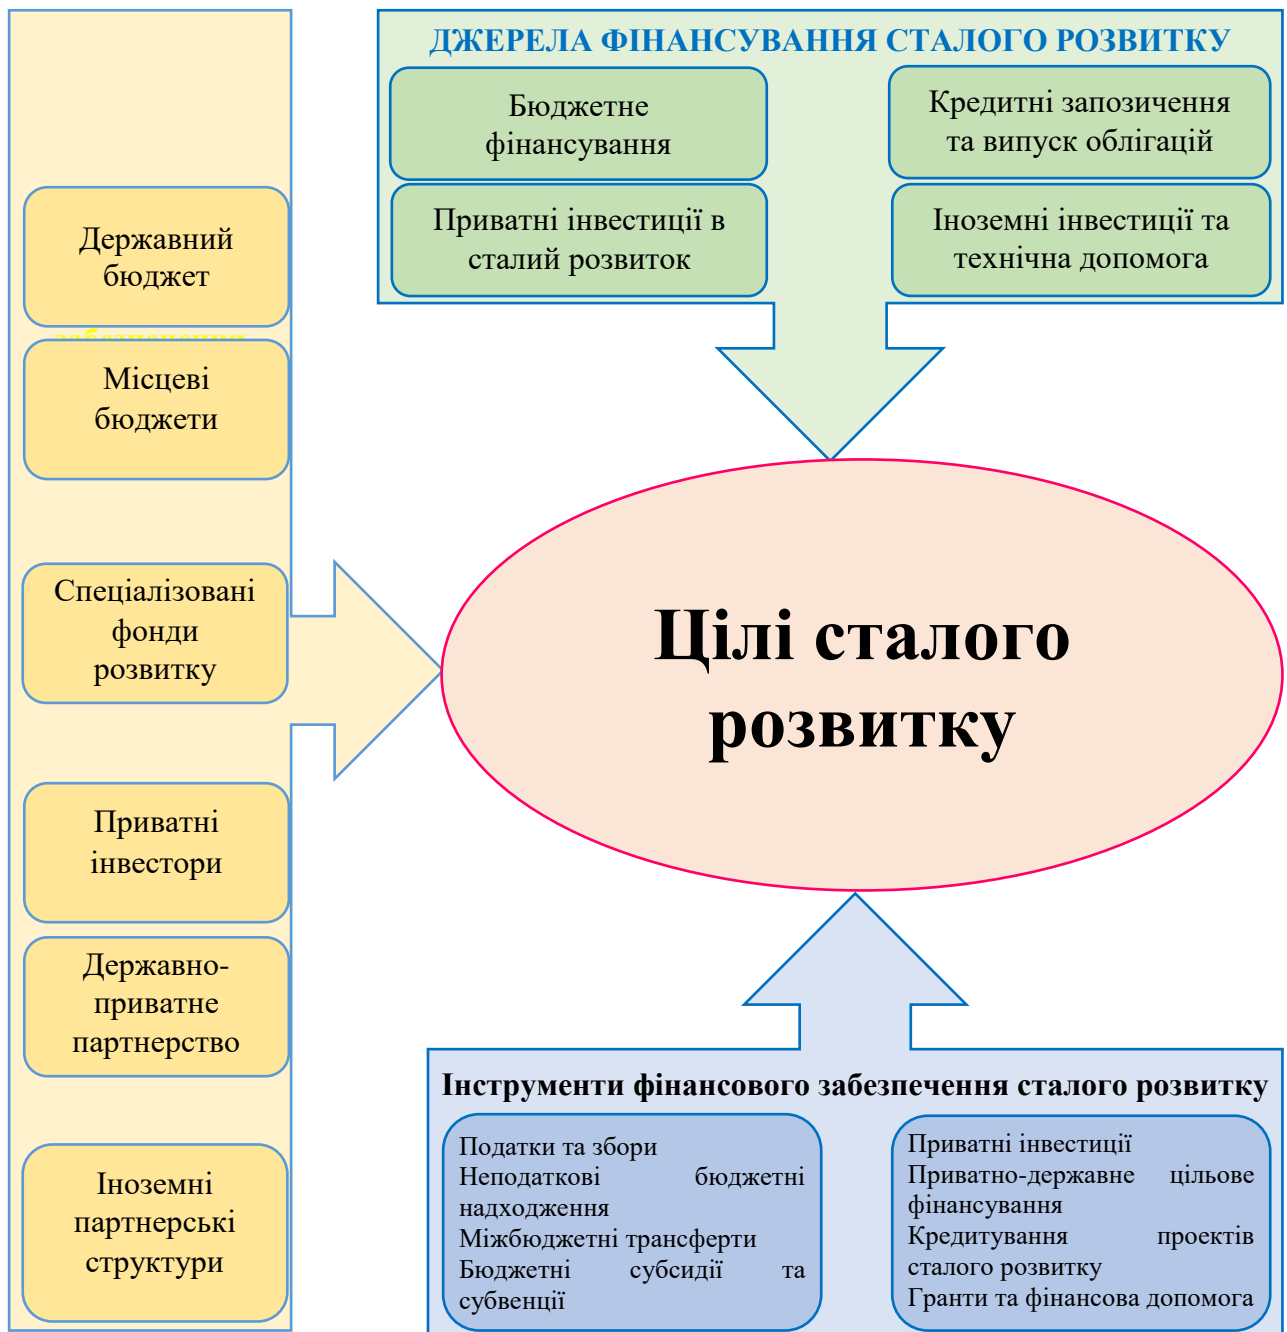 ДЖЕРЕЛА ФІНАНСУВАННЯ СТАЛОГО РОЗВИТКУ
Бюджетне
фінансування
Кредитні запозичення
та випуск облігацій
Приватні інвестиції в
сталий розвиток
Іноземні інвестиції та
технічна допомога
Державний
бюджет
Місцеві
бюджети
Спеціалізовані
фонди
розвитку
Приватні
інвестори
Державно-
приватне
партнерство
Іноземні
партнерські
структури
Цілі сталого
розвитку
Інструменти фінансового забезпечення сталого розвитку
Податки та збори
Неподаткові бюджетні
надходження
Міжбюджетні трансферти
Бюджетні субсидії та
субвенції
Приватні інвестиції
Приватно-державне цільове
фінансування
Кредитування проектів
сталого розвитку
Гранти та фінансова допомога